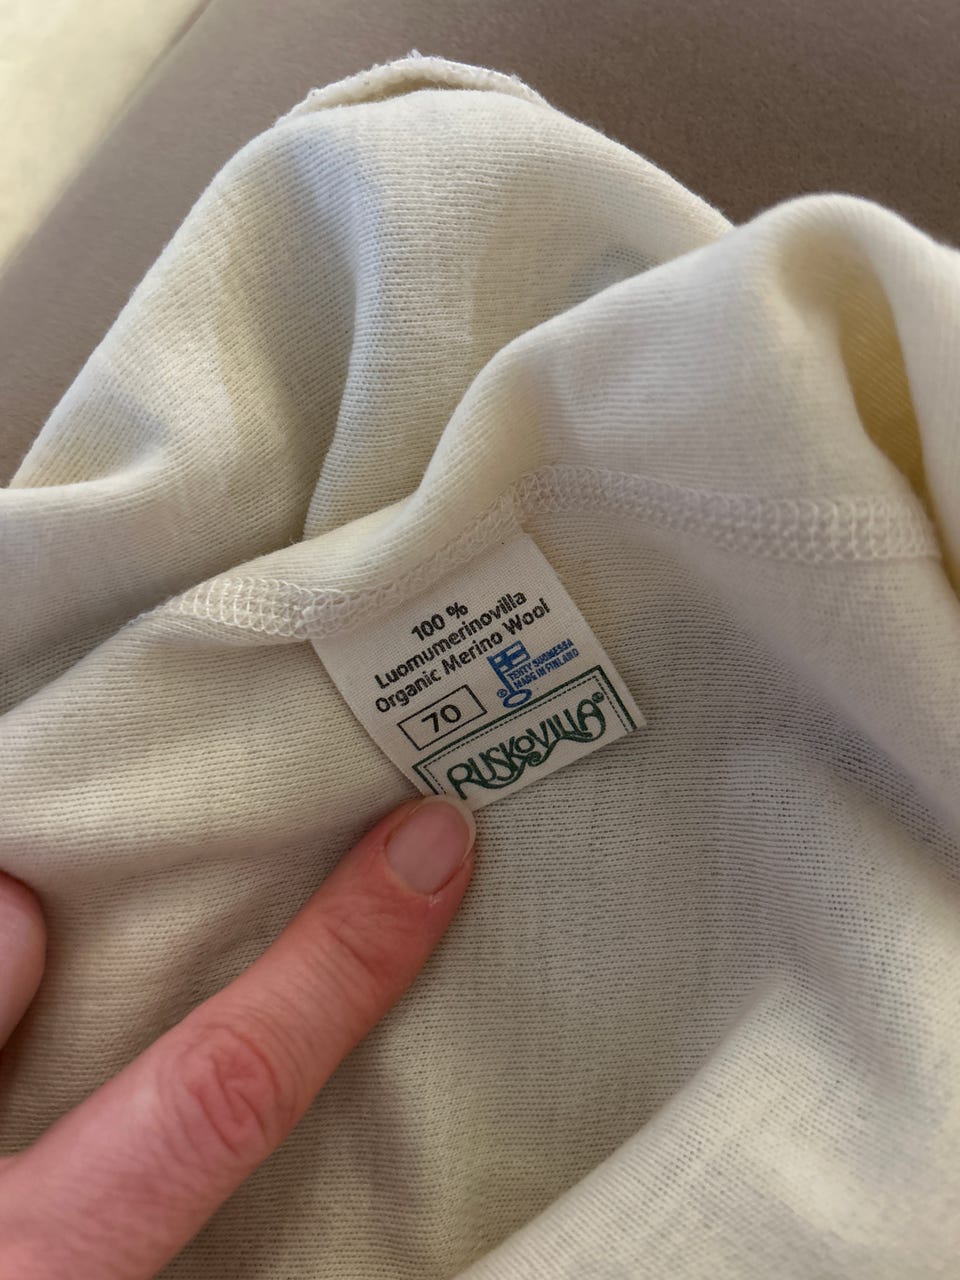 100 %
Luomumerinovilla
Organic Merino Wool
70
© TEHTY SUOMESSA
MADE IN FINLAND
RUSKOVILLA®